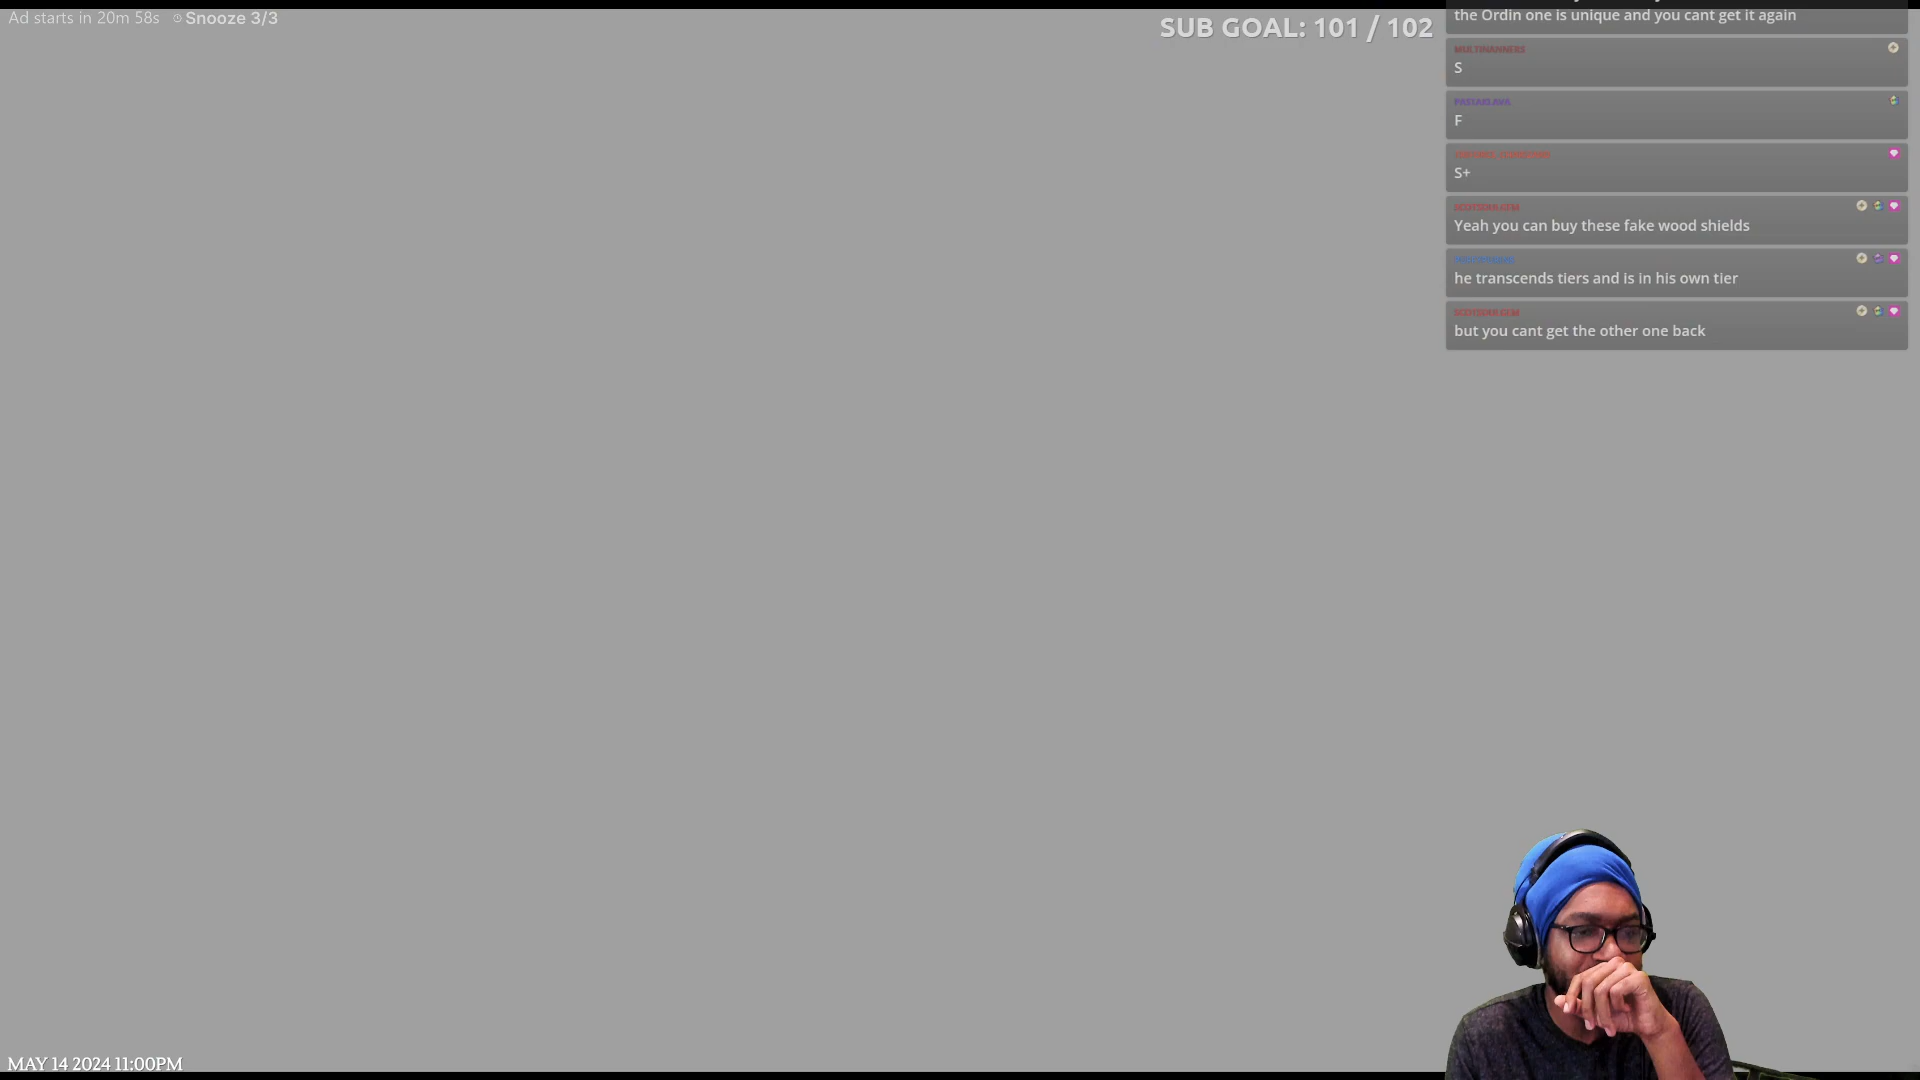 Ad starts in 20m 58s Snooze 3/3
SUB GOAL: 101 / 102
the Ordin one is unique and you cant get it again
S
F
S+
Yeah you can buy these fake wood shields
he transcends tiers and is in his own tier
but you cant get the other one back
MAY 14 2024 11:00PM